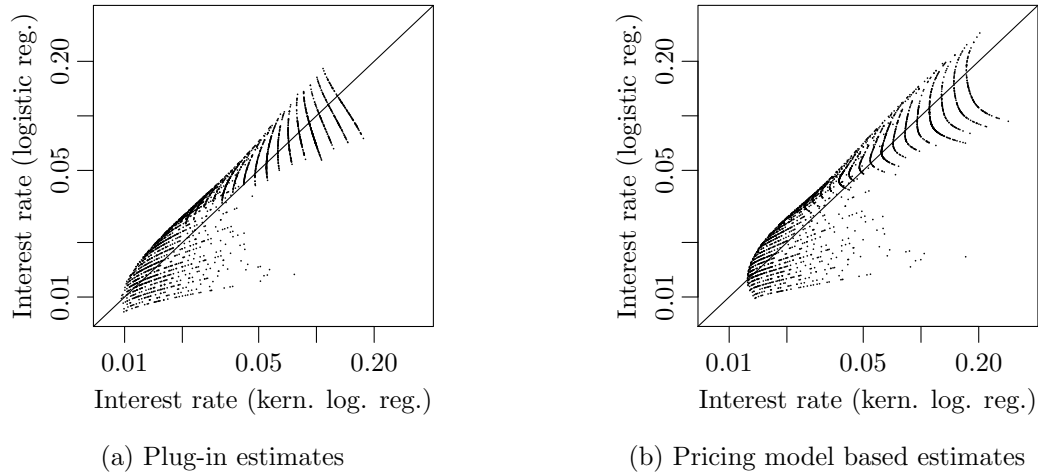 Interest rate (logistic reg.)
0.20
0.05
0.01
0.01 0.05 0.20
Interest rate (kern. log. reg.)
(a) Plug-in estimates
Interest rate (logistic reg.)
0.20
0.05
0.01
0.01 0.05 0.20
Interest rate (kern. log. reg.)
(b) Pricing model based estimates